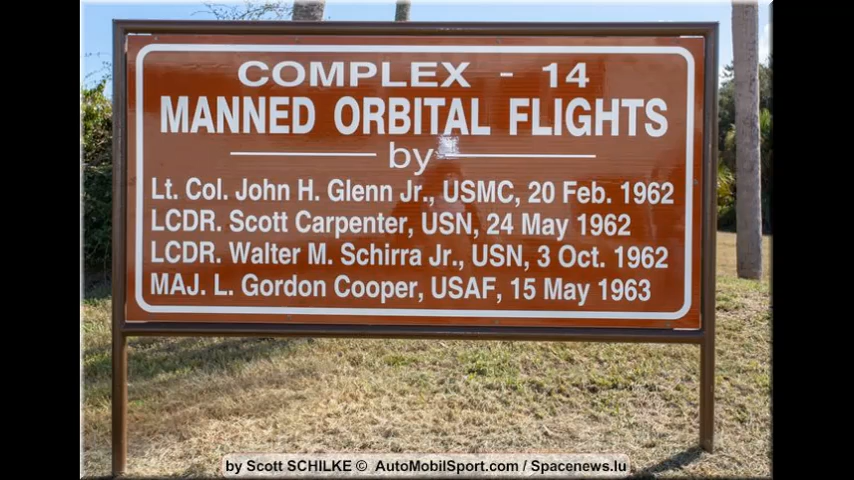 COMPLEX - 14
MANNED ORBITAL FLIGHTS
by
Lt. Col. John H. Glenn Jr., USMC, 20 Feb. 1962
LCDR. Scott Carpenter, USN, 24 May 1962
LCDR. Walter M. Schirra Jr., USN, 3 Oct. 1962
MAJ. L. Gordon Cooper, USAF, 15 May 1963
by Scott SCHILKE © AutoMobilSport.com / Spacenews.lu